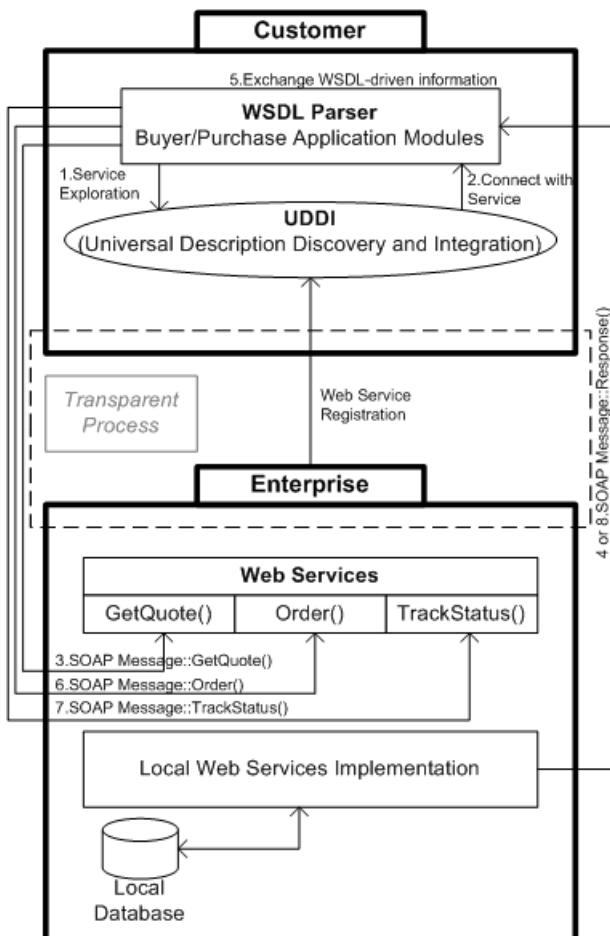 Customer
5.Exchange WSDL-driven information
WSDL Parser
Buyer/Purchase Application Modules
1.Service
Exploration
2.Connect with
Service
UDDI
(Universal Description Discovery and Integration)
4 or 8.SOAP Message::Response()
Transparent
Process
Web Service
Registration
Enterprise
Web Services
GetQuote()
Order()
TrackStatus()
3.SOAP Message::GetQuote()
6.SOAP Message::Order()
7.SOAP Message::TrackStatus()
Local Web Services Implementation
Local
Database